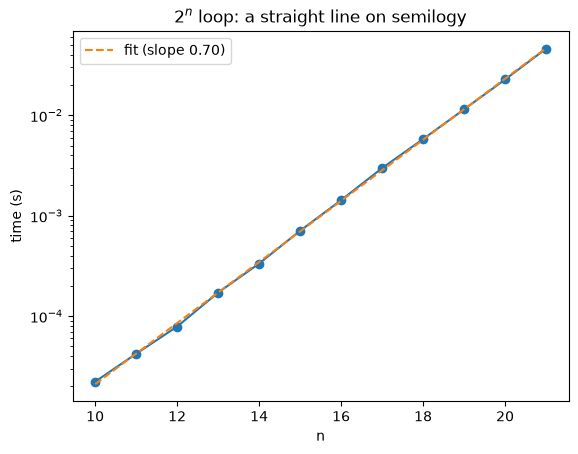 2ⁿ loop: a straight line on semilogy
fit (slope 0.70)
time (s)
10⁻²
10⁻³
10⁻⁴
10 12 14 16 18 20
n